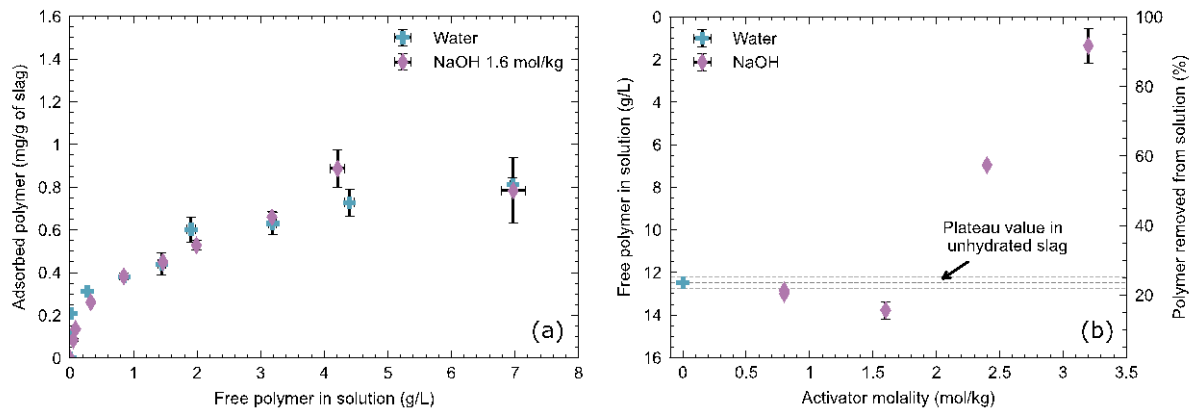 1.6
1.4
1.2
1
0.8
0.6
0.4
0.2
0
Adsorbed polymer (mg/g of slag)
Water
NaOH 1.6 mol/kg
(a)
0 1 2 3 4 5 6 7 8
Free polymer in solution (g/L)
0
2
4
6
8
10
12
14
16
Free polymer in solution (g/L)
Water
NaOH
Plateau value in
unhydrated slag
(b)
0 0.5 1 1.5 2 2.5 3 3.5
Activator molality (mol/kg)
100
80
60
40
20
Polymer removed from solution (%)